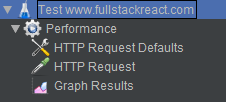 Test www.fullstackreact.com
Performance
HTTP Request Defaults
HTTP Request
Graph Results